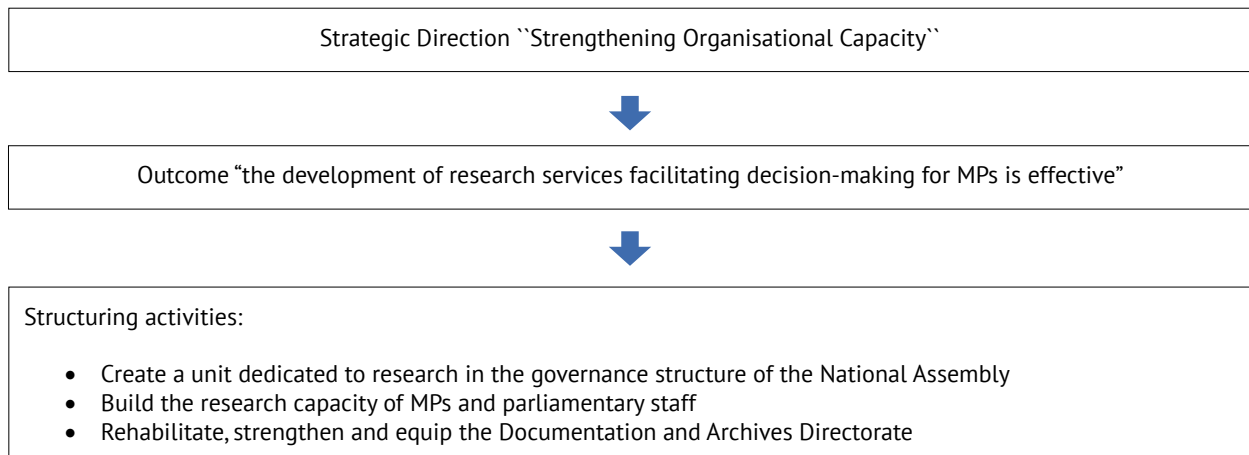 Strategic Direction ``Strengthening Organisational Capacity``
Outcome “the development of research services facilitating decision-making for MPs is effective”
Structuring activities:
• Create a unit dedicated to research in the governance structure of the National Assembly
• Build the research capacity of MPs and parliamentary staff
• Rehabilitate, strengthen and equip the Documentation and Archives Directorate